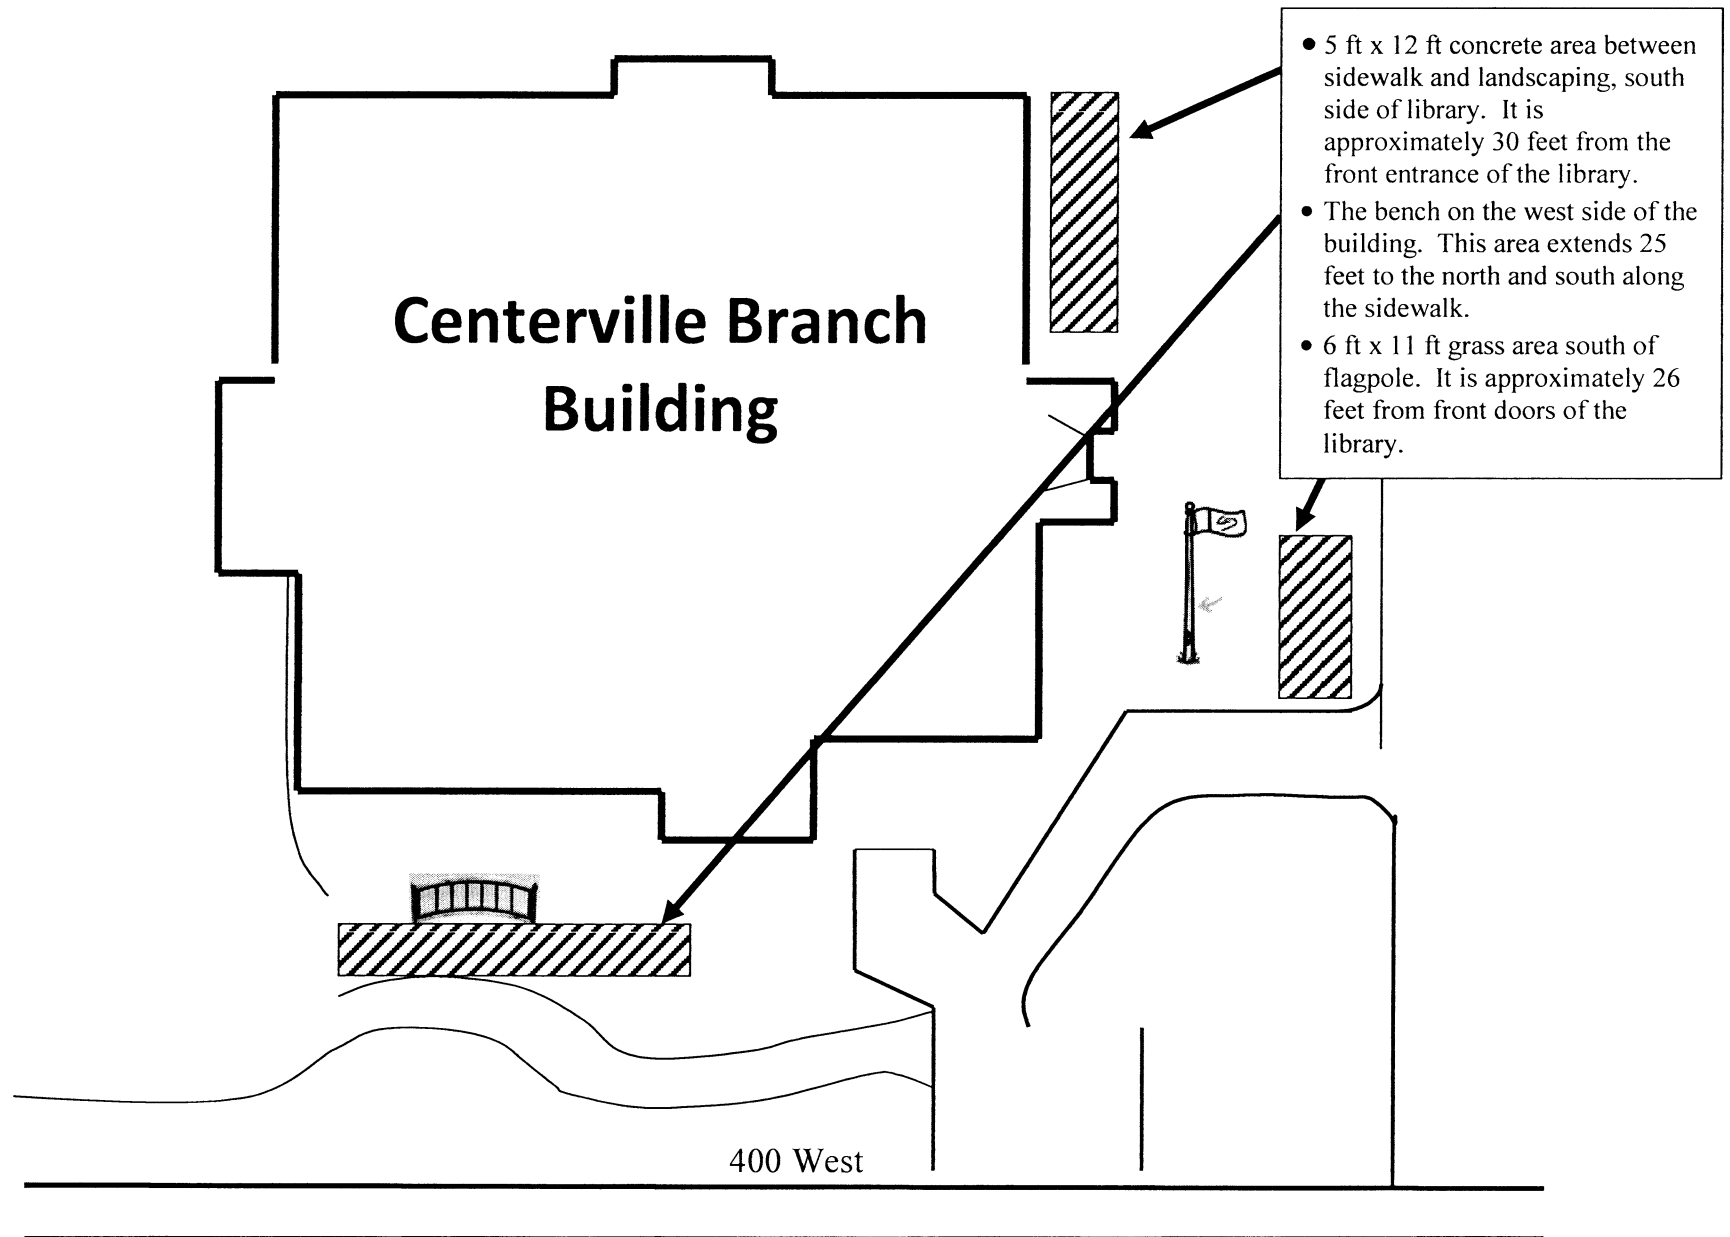 • 5 ft x 12 ft concrete area between
sidewalk and landscaping, south
side of library. It is
approximately 30 feet from the
front entrance of the library.
• The bench on the west side of the
building. This area extends 25
feet to the north and south along
the sidewalk.
• 6 ft x 11 ft grass area south of
flagpole. It is approximately 26
feet from front doors of the
library.
Centerville Branch
Building
400 West